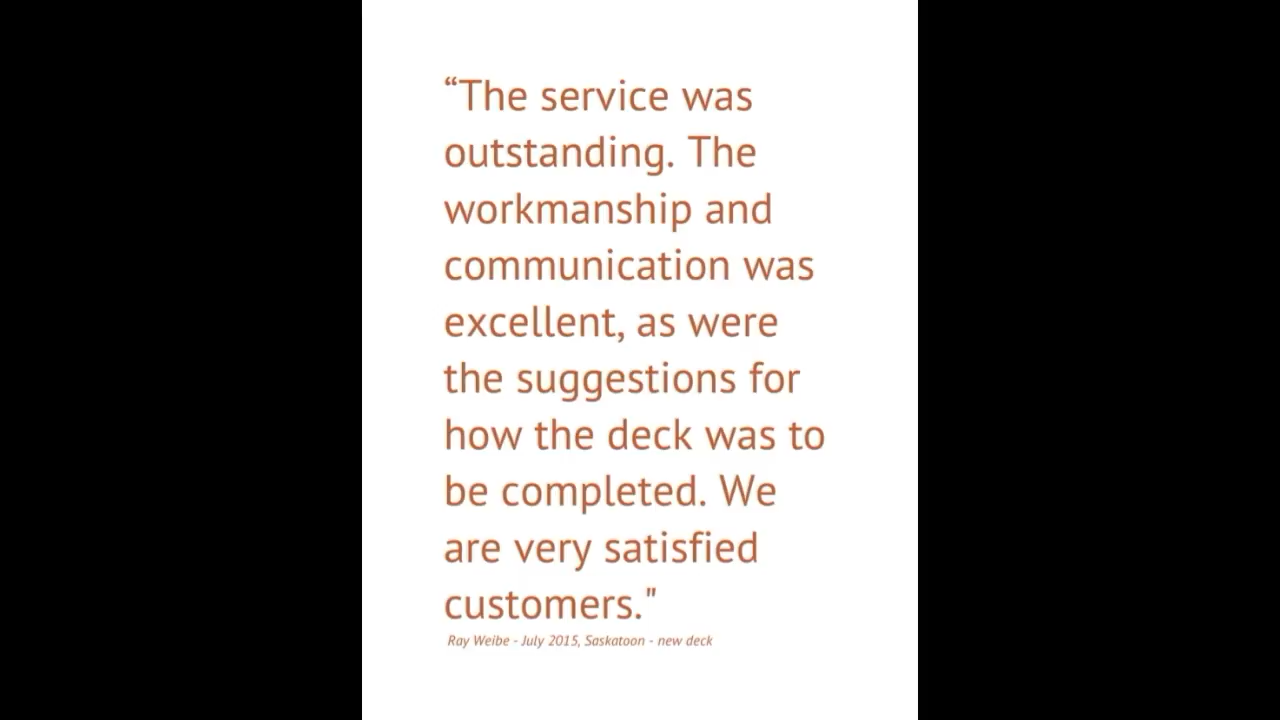 “The service was
outstanding. The
workmanship and
communication was
excellent, as were
the suggestions for
how the deck was to
be completed. We
are very satisfied
customers."
Ray Weibe - July 2015, Saskatoon - new deck